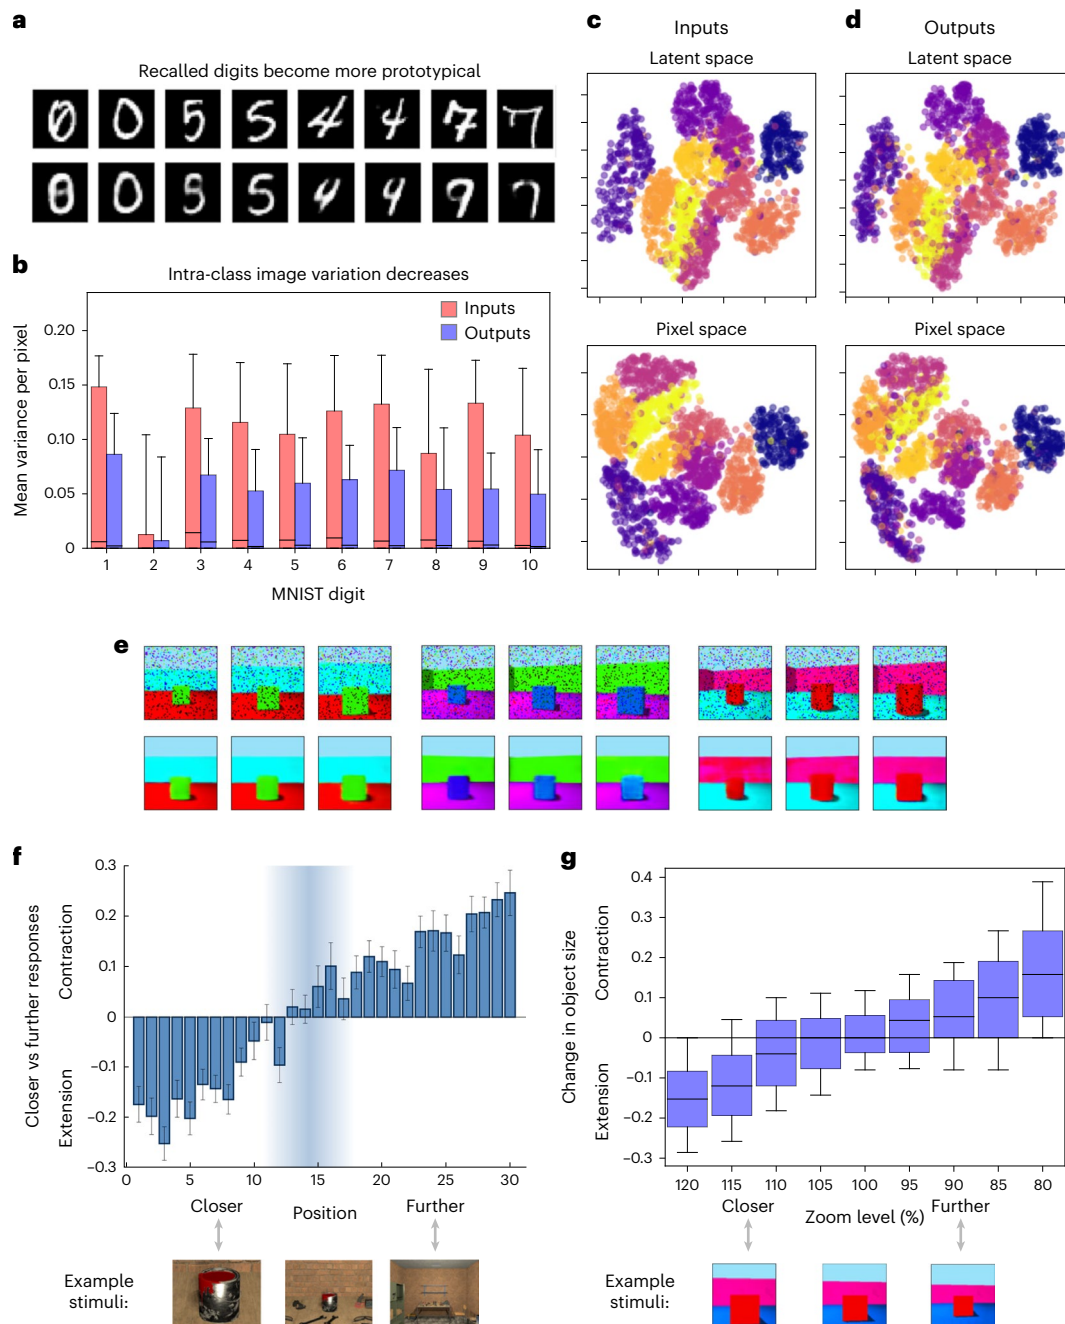 a
Recalled digits become more prototypical
b
Intra-class image variation decreases
Mean variance per pixel
0.20
0.15
0.10
0.05
0
Inputs
Outputs
1 2 3 4 5 6 7 8 9 10
MNIST digit
c
Inputs
Latent space
Pixel space
d
Outputs
Latent space
Pixel space
e
f
Closer vs further responses
Extension
Contraction
0.3
0.2
0.1
0
–0.1
–0.2
–0.3
0 5 10 15 20 25 30
Closer
Position
Further
Example
stimuli:
g
Change in object size
Extension
Contraction
0.4
0.3
0.2
0.1
0
–0.1
–0.2
–0.3
120 115 110 105 100 95 90 85 80
Closer
Zoom level (%)
Further
Example
stimuli: